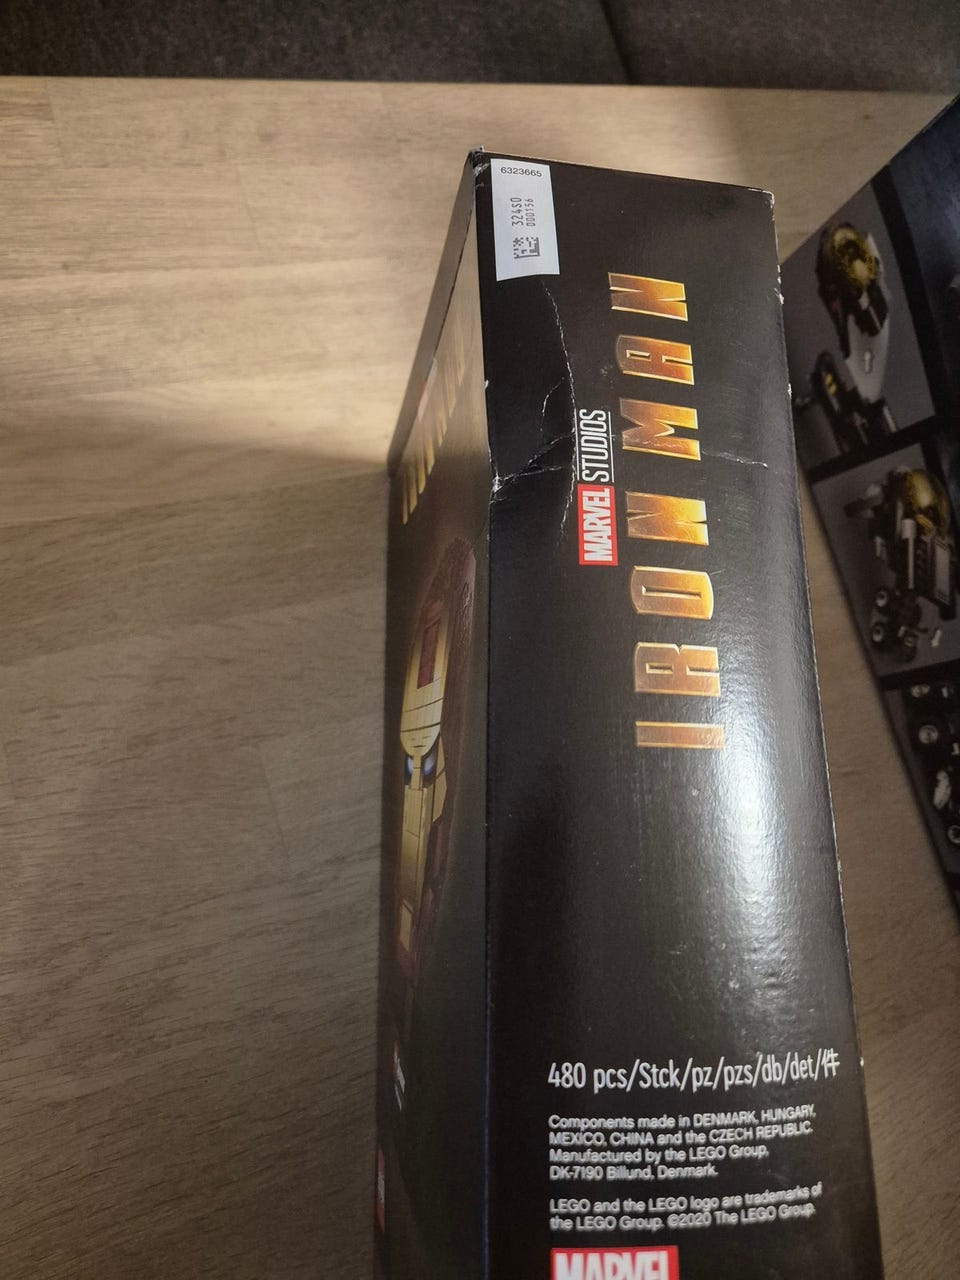 6323665
324S0
000156
MARVEL STUDIOS
IRON MAN
480 pcs/Stck/pz/pzs/db/det/件
Components made in DENMARK, HUNGARY,
MEXICO, CHINA and the CZECH REPUBLIC.
Manufactured by the LEGO Group,
DK-7190 Billund, Denmark.
LEGO and the LEGO logo are trademarks of
the LEGO Group. ©2020 The LEGO Group.
MARVEL